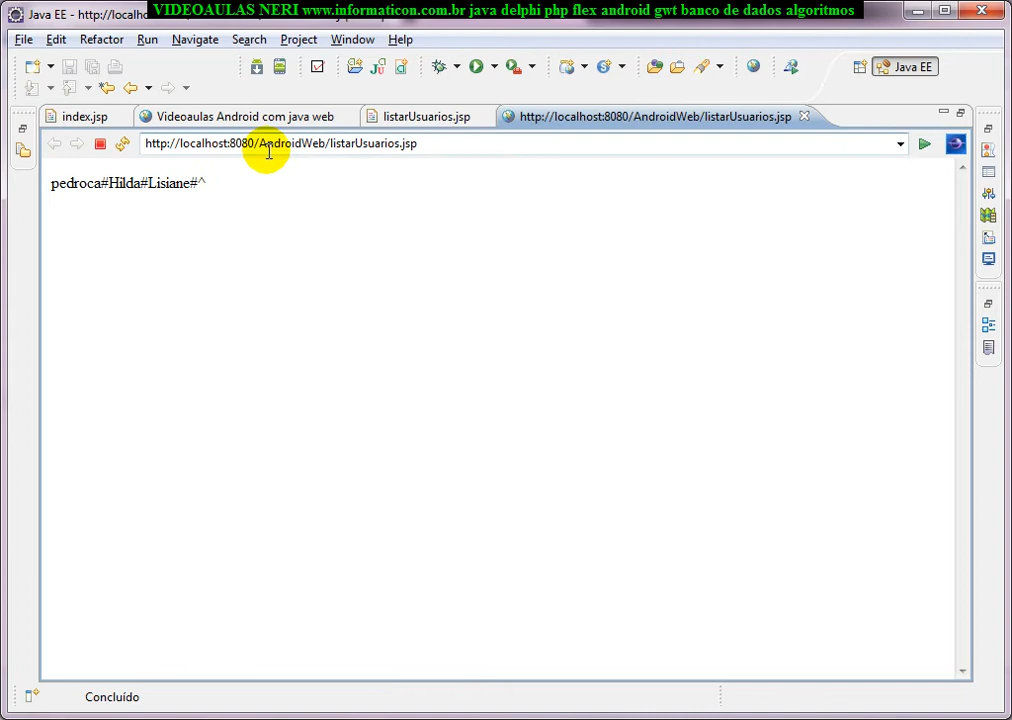 VIDEOAULAS NERI www.informaticon.com.br java delphi php flex android gwt banco de dados algoritmos
Java EE - http://localh
File Edit Refactor Run Navigate Search Project Window Help
Java EE
index.jsp Videoaulas Android com java web listarUsuarios.jsp http://localhost:8080/AndroidWeb/listarUsuarios.jsp
http://localhost:8080/AndroidWeb/listarUsuarios.jsp
pedroca#Hilda#Lisiane#^
Concluído